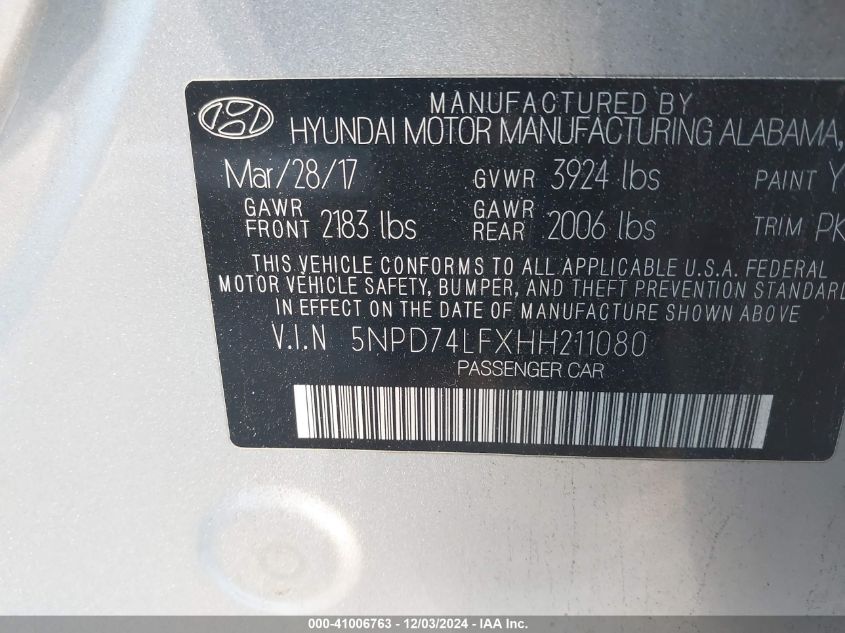 MANUFACTURED BY
HYUNDAI MOTOR MANUFACTURING ALABAMA,
Mar/28/17 GVWR 3924 lbs PAINT Y
GAWR FRONT 2183 lbs GAWR REAR 2006 lbs TRIM PK
THIS VEHICLE CONFORMS TO ALL APPLICABLE U.S.A. FEDERAL
MOTOR VEHICLE SAFETY, BUMPER, AND THEFT PREVENTION STANDARD
IN EFFECT ON THE DATE OF MANUFACTURE SHOWN ABOVE
V.I.N 5NPD74LFXHH211080
PASSENGER CAR
000-41006763 - 12/03/2024 - IAA Inc.